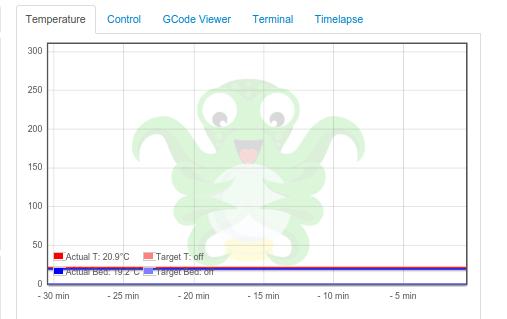 Temperature Control GCode Viewer Terminal Timelapse
300
250
200
150
100
50
Actual T: 20.9°C Target T: off
Actual Bed: 19.2°C Target Bed: off
0
- 30 min - 25 min - 20 min - 15 min - 10 min - 5 min